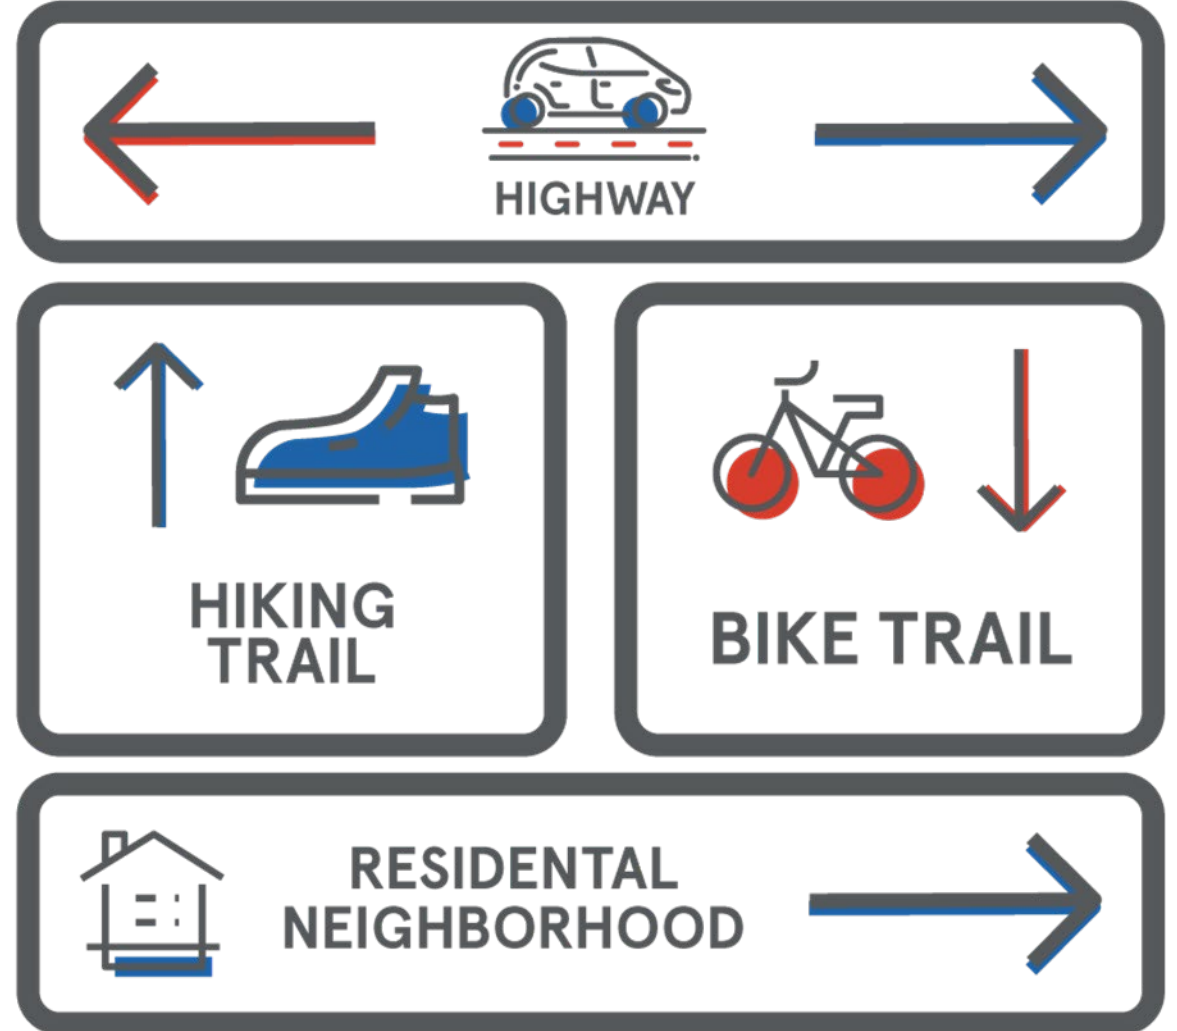 HIGHWAY
HIKING
TRAIL
BIKE TRAIL
RESIDENTAL
NEIGHBORHOOD